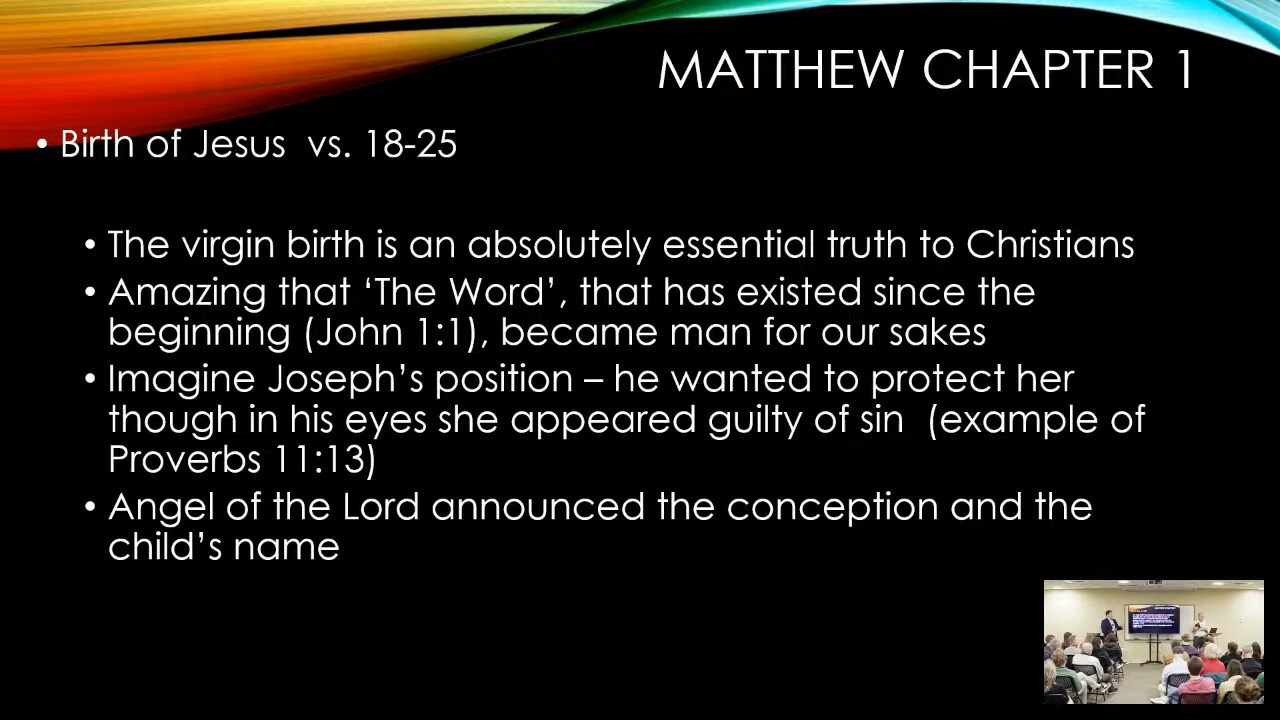 MATTHEW CHAPTER 1
• Birth of Jesus  vs. 18-25
• The virgin birth is an absolutely essential truth to Christians
• Amazing that ‘The Word’, that has existed since the
beginning (John 1:1), became man for our sakes
• Imagine Joseph’s position – he wanted to protect her
though in his eyes she appeared guilty of sin  (example of
Proverbs 11:13)
• Angel of the Lord announced the conception and the
child’s name